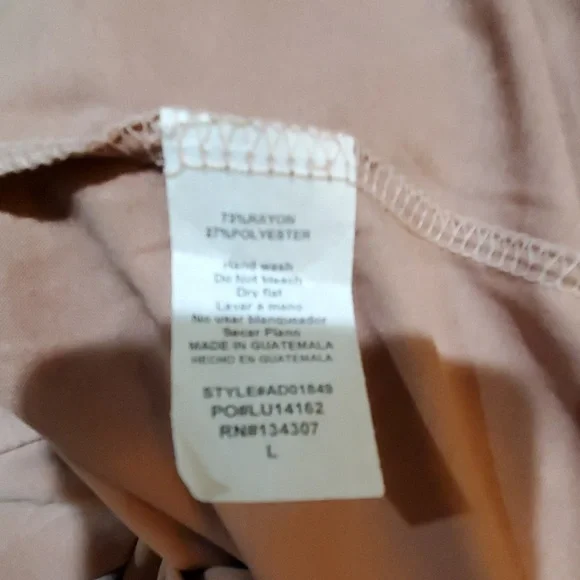 73%RAYON
27%POLYESTER
Hand wash
Do Not bleach
Dry flat
Lavar a mano
No usar blanqueador
Secar Plano
MADE IN GUATEMALA
HECHO EN GUATEMALA
STYLE#AD01849
PO#LU14162
RN#134307
L